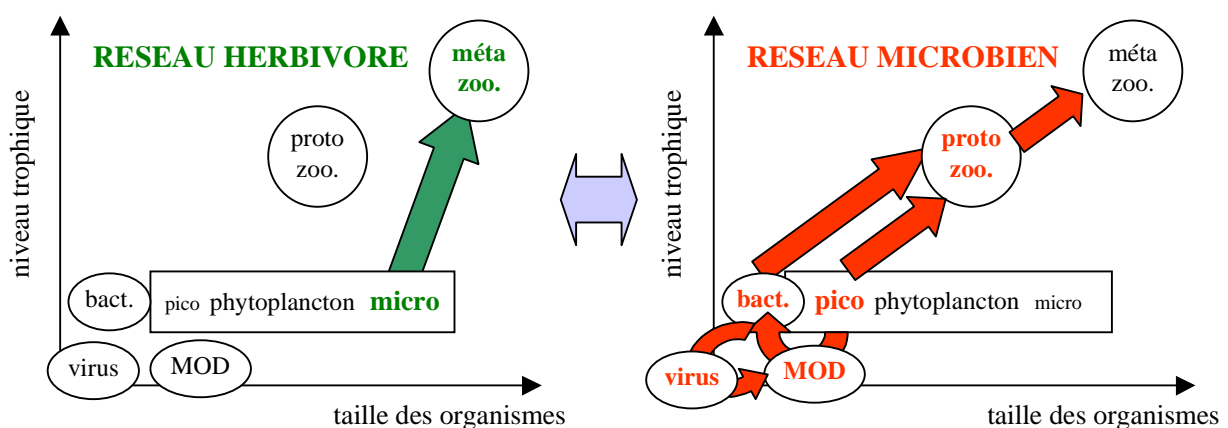 RESEAU HERBIVORE
niveau trophique
méta
zoo.
proto
zoo.
bact.
pico phytoplancton micro
virus
MOD
taille des organismes
RESEAU MICROBIEN
niveau trophique
méta
zoo.
proto
zoo.
bact.
pico phytoplancton micro
virus
MOD
taille des organismes